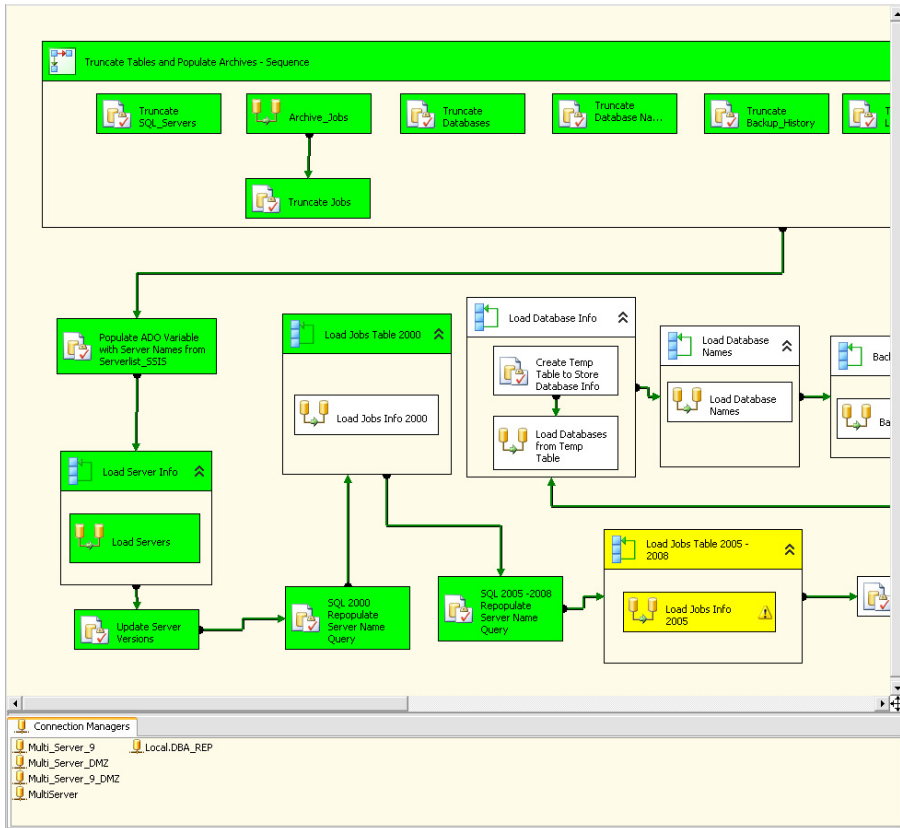 Truncate Tables and Populate Archives - Sequence
Truncate
SQL_Servers
Archive_Jobs
Truncate
Databases
Truncate
Database Na...
Truncate
Backup_History
Truncate Jobs
Populate ADO Variable
with Server Names from
Serverlist_SSIS
Load Jobs Table 2000
Load Jobs Info 2000
Load Database Info
Create Temp
Table to Store
Database Info
Load Databases
from Temp
Table
Load Database
Names
Load Database
Names
Back
Ba
Load Server Info
Load Servers
Update Server
Versions
SQL 2000
Repopulate
Server Name
Query
SQL 2005 -2008
Repopulate
Server Name
Query
Load Jobs Table 2005 -
2008
Load Jobs Info
2005
Connection Managers
Multi_Server_9
Local.DBA_REP
Multi_Server_DMZ
Multi_Server_9_DMZ
MultiServer